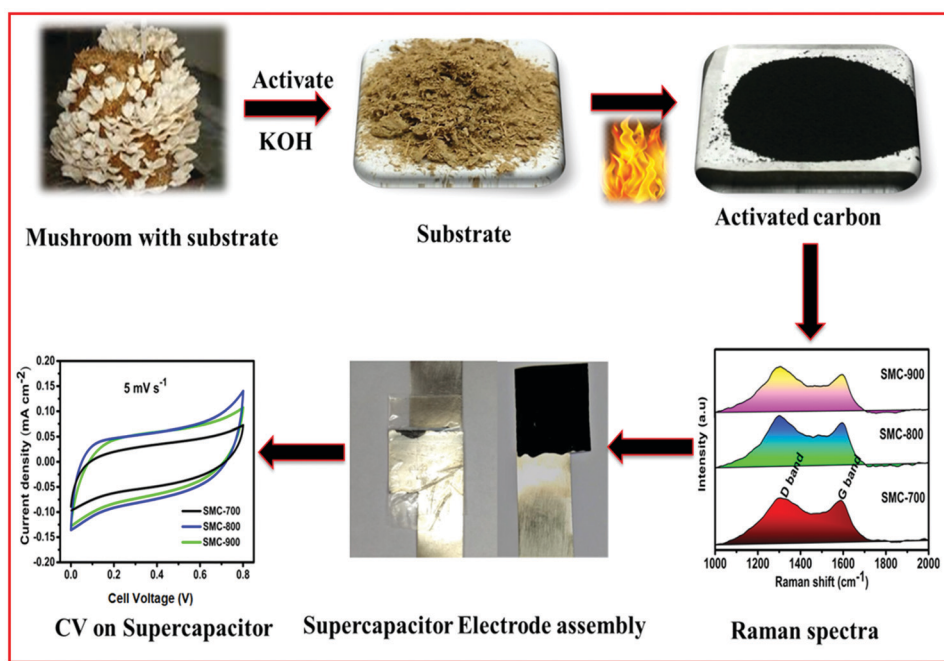 Activate
KOH
Mushroom with substrate
Substrate
Activated carbon
Current density (mA cm⁻²)
0.20
0.15
0.10
0.05
0.00
-0.05
-0.10
-0.15
-0.20
5 mV s⁻¹
SMC-700
SMC-800
SMC-900
0.0 0.2 0.4 0.6 0.8
Cell Voltage (V)
CV on Supercapacitor
Supercapacitor Electrode assembly
Intensity (a.u)
SMC-900
SMC-800
D band
G band
SMC-700
1000 1200 1400 1600 1800 2000
Raman shift (cm⁻¹)
Raman spectra